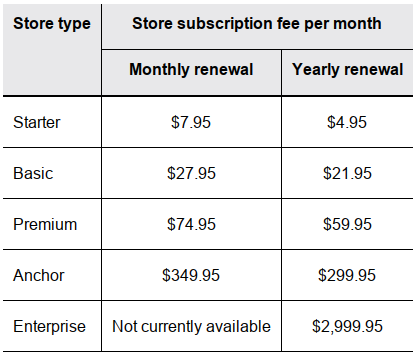 Store type Store subscription fee per month
Monthly renewal Yearly renewal
Starter $7.95 $4.95
Basic $27.95 $21.95
Premium $74.95 $59.95
Anchor $349.95 $299.95
Enterprise Not currently available $2,999.95